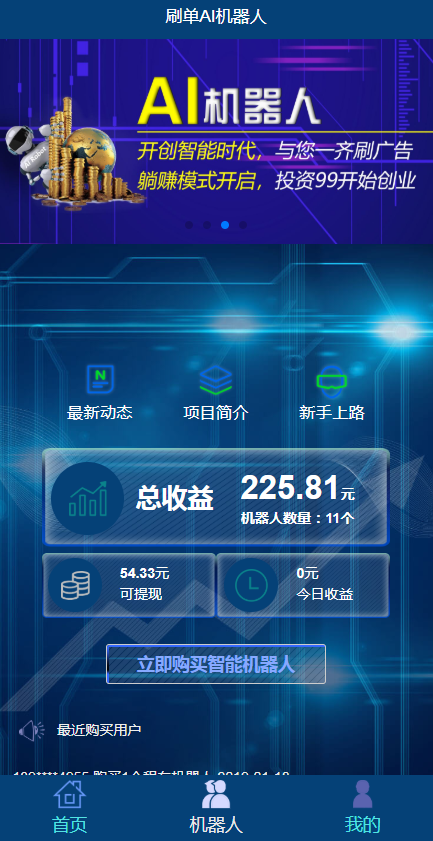 刷单AI机器人
AI机器人
开创智能时代，与您一齐刷广告
躺赚模式开启，投资99开始创业
最新动态 项目简介 新手上路
总收益
225.81元
机器人数量：11个
54.33元
可提现
0元
今日收益
立即购买智能机器人
最近购买用户
首页 机器人 我的